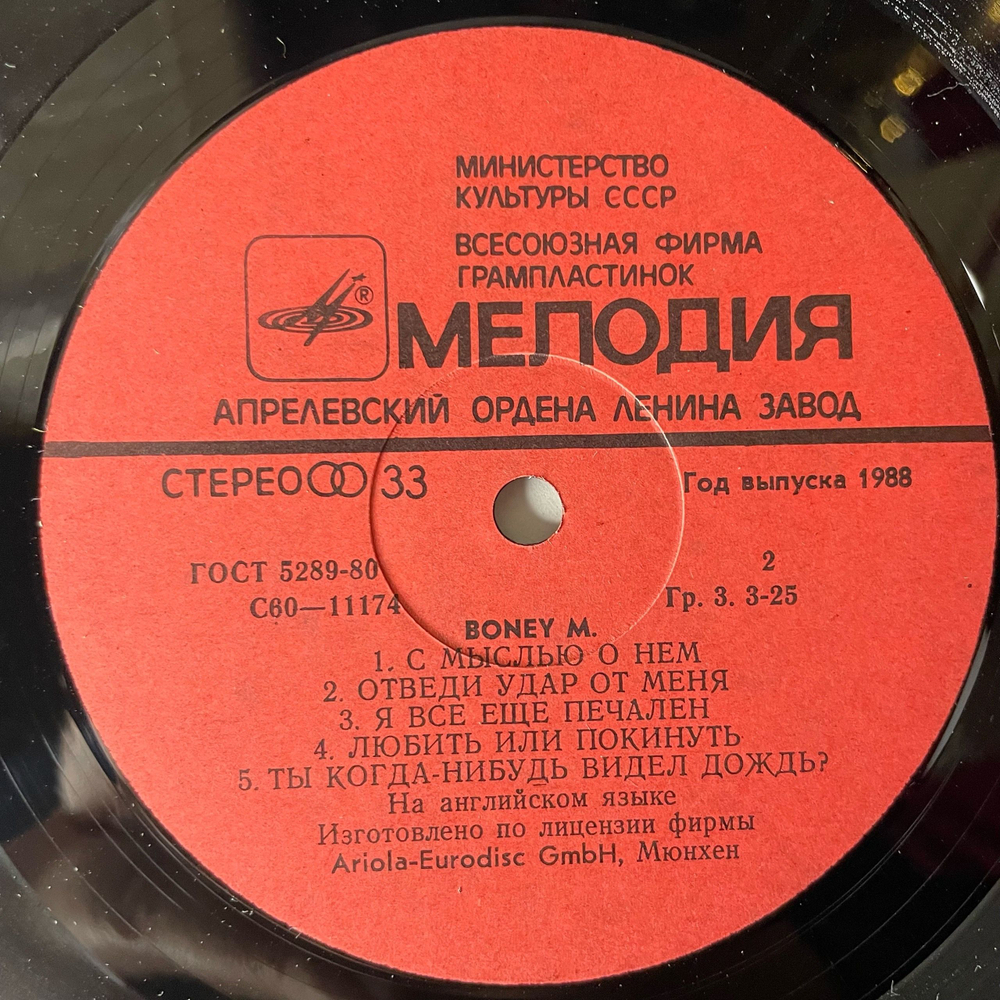 МИНИСТЕРСТВО
КУЛЬТУРЫ СССР
ВСЕСОЮЗНАЯ ФИРМА
ГРАМПЛАСТИНОК
®
МЕЛОДИЯ
АПРЕЛЕВСКИЙ ОРДЕНА ЛЕНИНА ЗАВОД
СТЕРЕО 33
Год выпуска 1988
ГОСТ 5289-80
С60—11174
2
Гр. 3. 3-25
BONEY M.
1. С МЫСЛЬЮ О НЕМ
2. ОТВЕДИ УДАР ОТ МЕНЯ
3. Я ВСЕ ЕЩЕ ПЕЧАЛЕН
4. ЛЮБИТЬ ИЛИ ПОКИНУТЬ
5. ТЫ КОГДА-НИБУДЬ ВИДЕЛ ДОЖДЬ?
На английском языке
Изготовлено по лицензии фирмы
Ariola-Eurodisc GmbH, Мюнхен